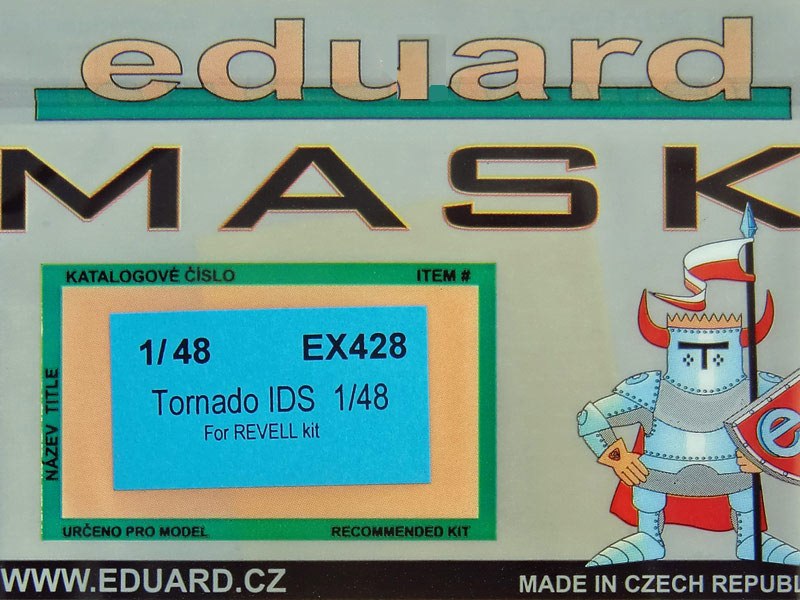 eduard
MASK
KATALOGOVÉ ČÍSLO ITEM #
1/48 EX428
Tornado IDS 1/48
For REVELL kit
NÁZEV TITLE
URČENO PRO MODEL RECOMMENDED KIT
e
WWW.EDUARD.CZ MADE IN CZECH REPUBL